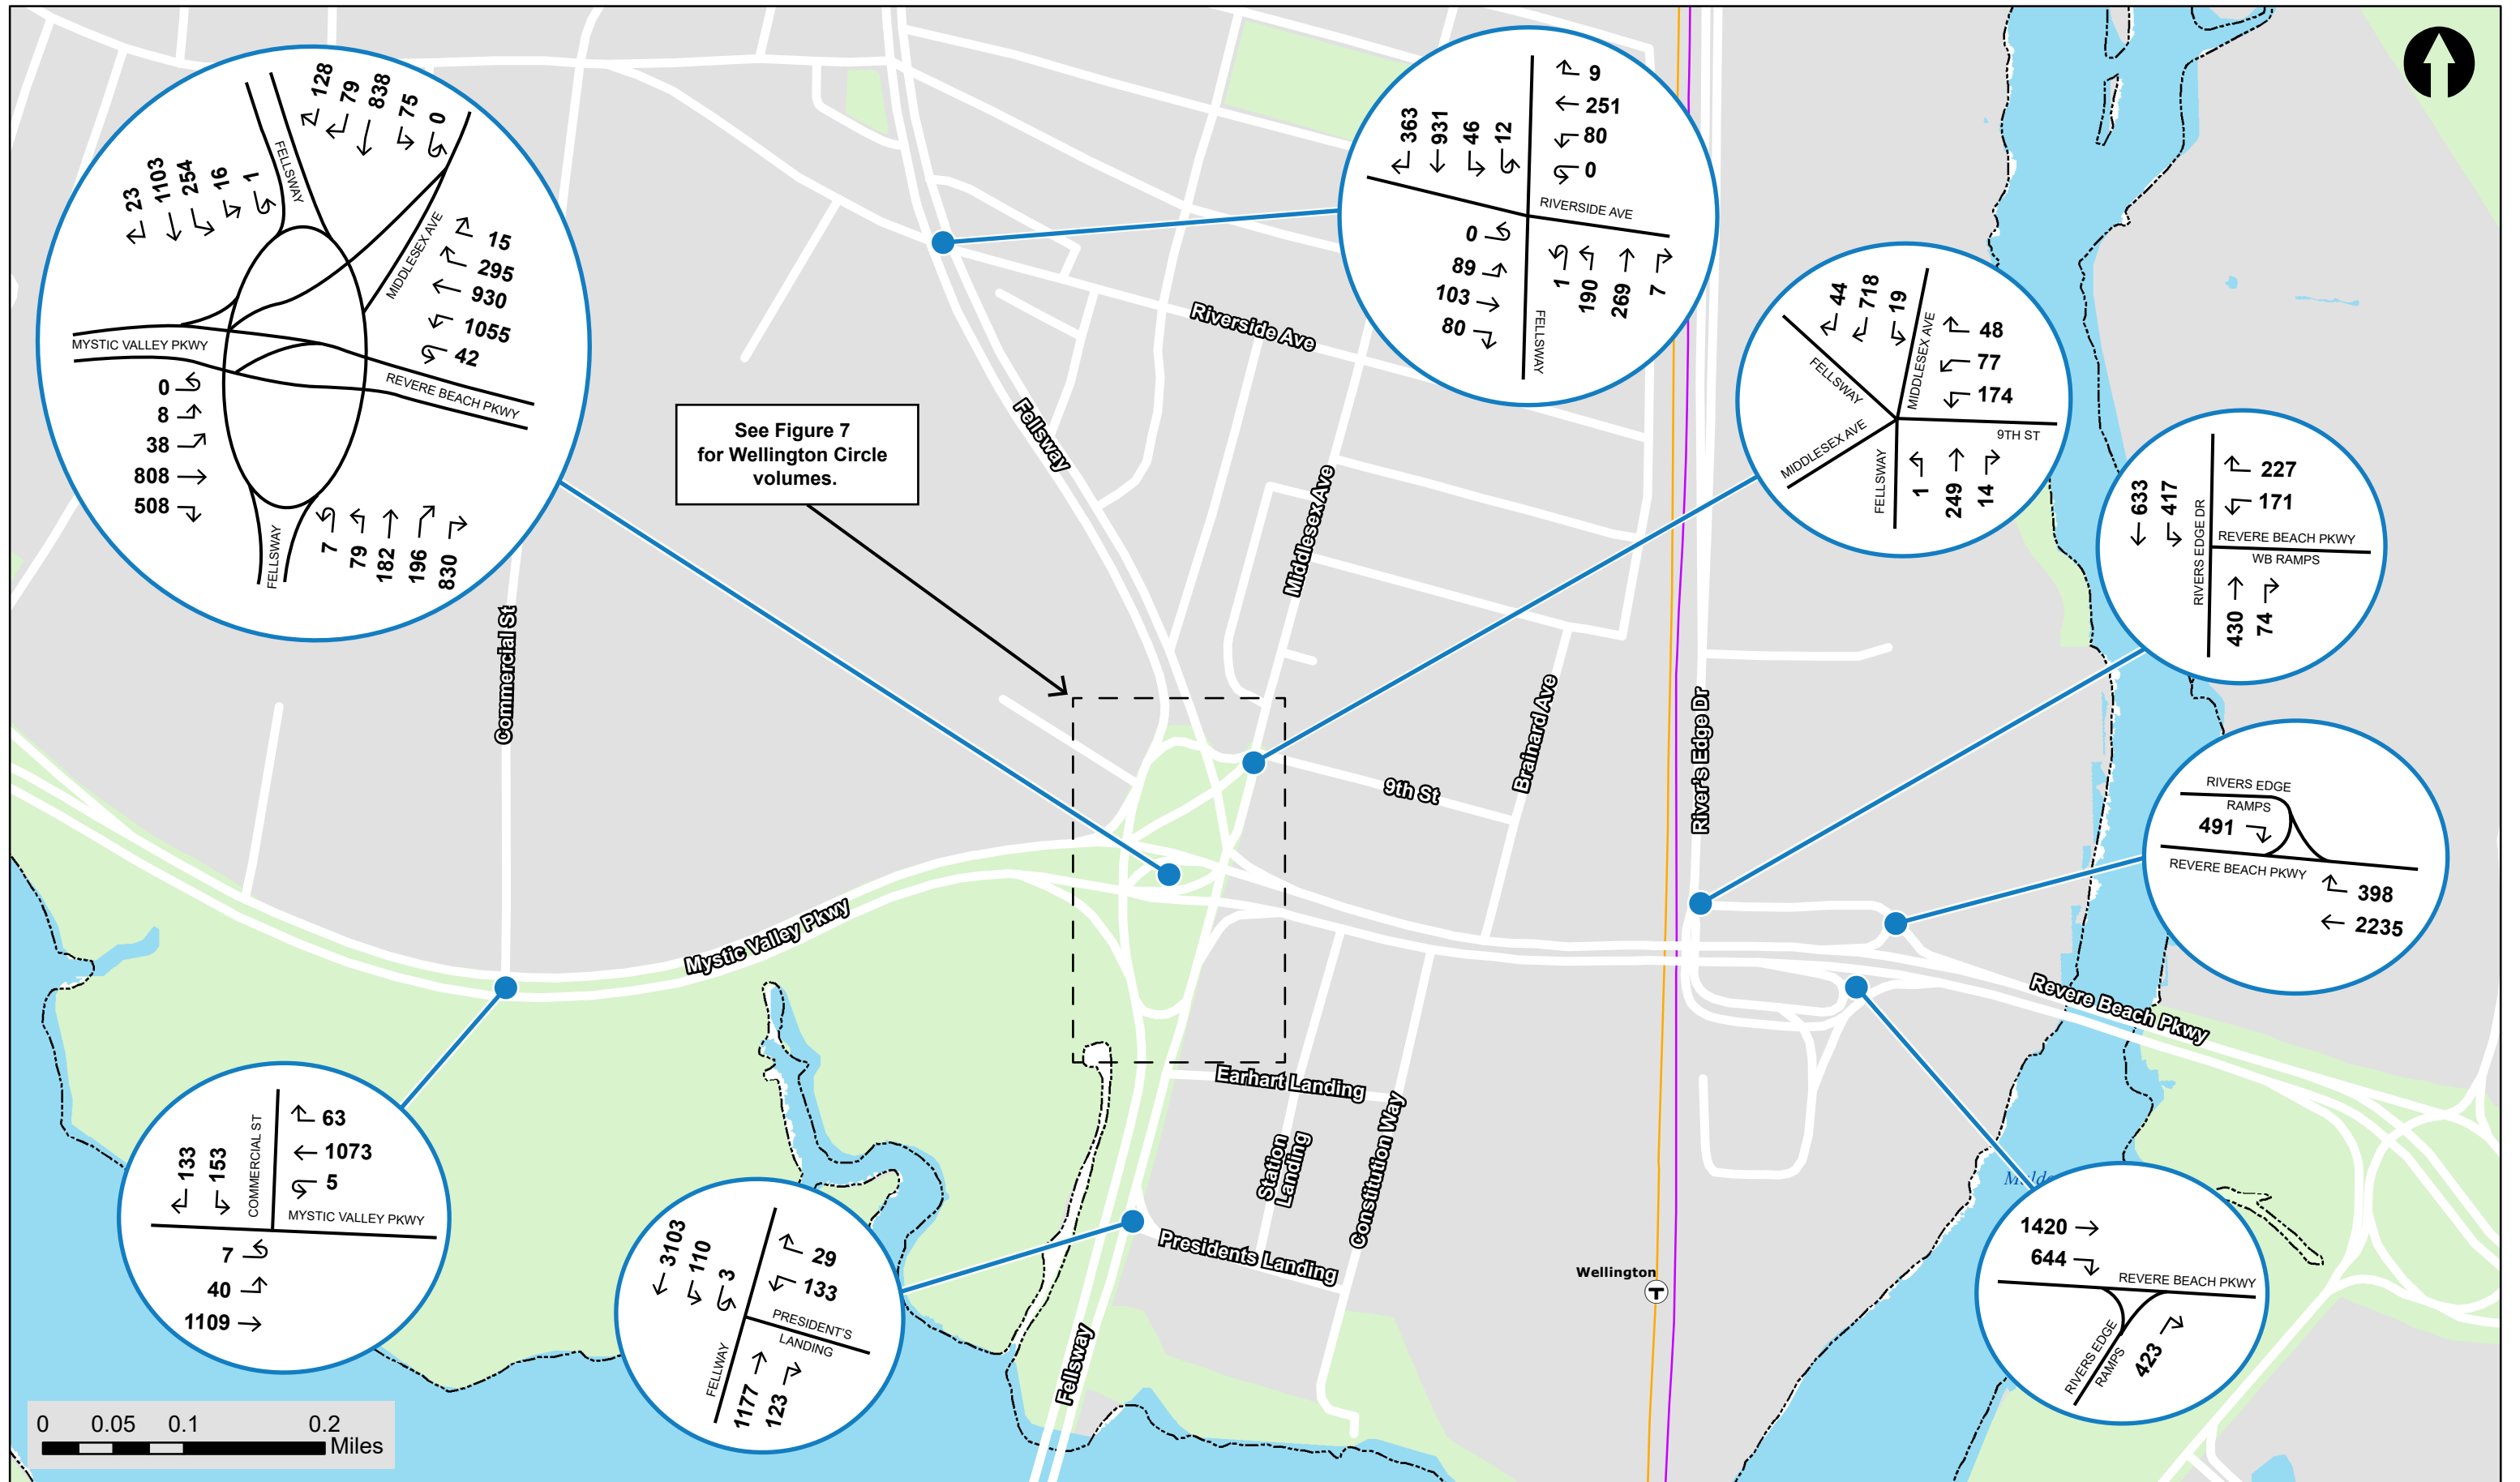 128
79
838
75
0
23
1103
254
16
1
FELLSWAY
MIDDLESEX AVE
15
295
930
1055
42
MYSTIC VALLEY PKWY
REVERE BEACH PKWY
0
8
38
808
508
FELLSWAY
7
79
182
196
830
363
931
46
12
9
251
80
0
RIVERSIDE AVE
0
89
103
80
FELLSWAY
1
190
269
7
44
718
19
MIDDLESEX AVE
48
77
174
FELLSWAY
MIDDLESEX AVE
9TH ST
FELLSWAY
1
249
14
633
417
RIVERS EDGE DR
227
171
REVERE BEACH PKWY
WB RAMPS
430
74
RIVERS EDGE
RAMPS
491
REVERE BEACH PKWY
398
2235
1420
644
REVERE BEACH PKWY
RIVERS EDGE
RAMPS
423
133
153
COMMERCIAL ST
63
1073
5
MYSTIC VALLEY PKWY
7
40
1109
3103
110
3
29
133
PRESIDENT'S
LANDING
FELLWAY
1177
123
See Figure 7
for Wellington Circle
volumes.
Riverside Ave
Fellsway
Middlesex Ave
Commercial St
9th St
Brainard Ave
River's Edge Dr
Mystic Valley Pkwy
Revere Beach Pkwy
Earhart Landing
Station
Landing
Constitution Way
Presidents Landing
Fellsway
Wellington
T
0 0.05 0.1 0.2
Miles